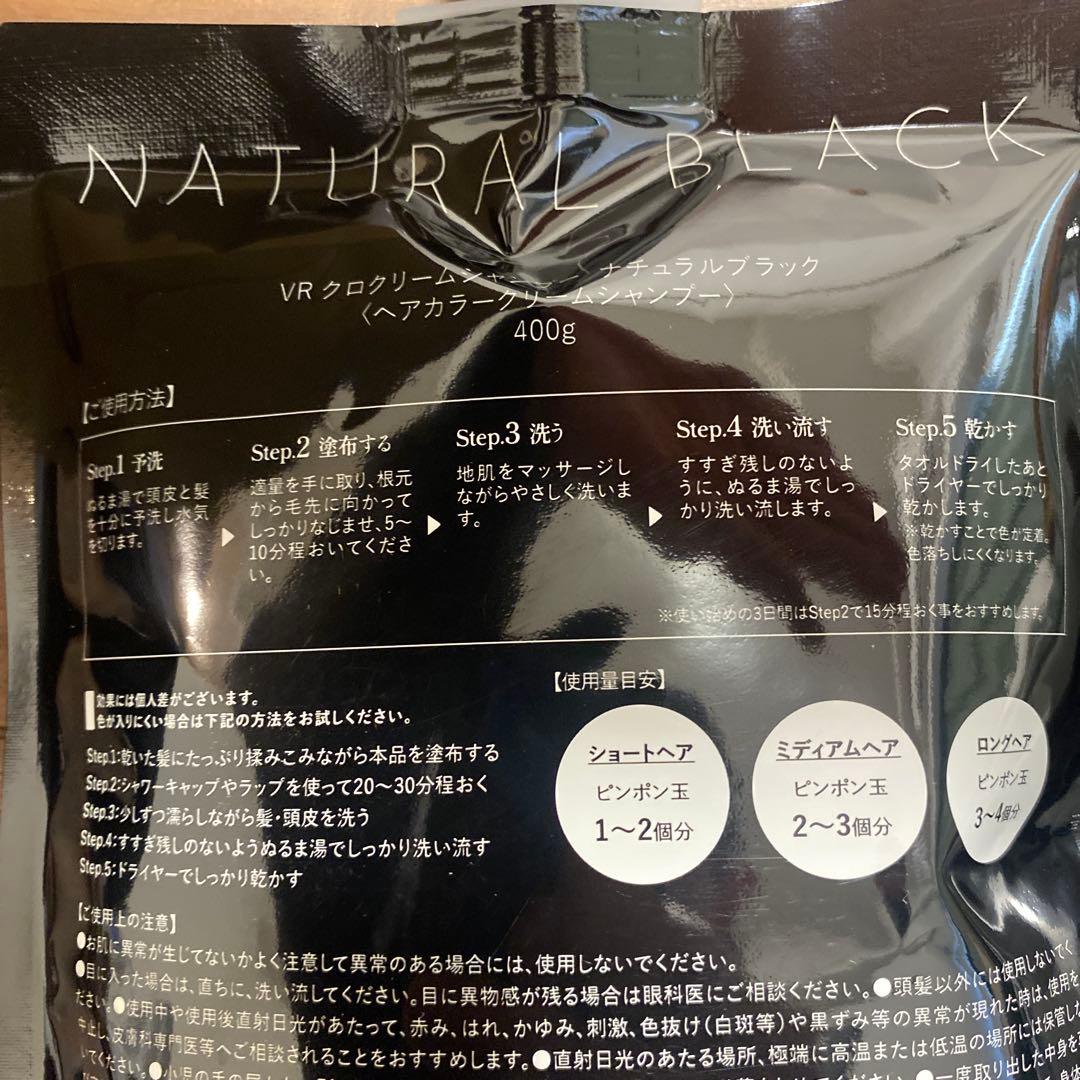 NATURAL BLACK
VR クロクリームシャ ナチュラルブラック
〈ヘアカラークリームシャンプー〉
400g
【ご使用方法】
Step.1 予洗
ぬるま湯で頭皮と髪
を十分に予洗し水気
を切ります。
Step.2 塗布する
適量を手に取り、根元
から毛先に向かって
しっかりなじませ、5〜
10分程おいてくださ
い。
Step.3 洗う
地肌をマッサージし
ながらやさしく洗いま
す。
Step.4 洗い流す
すすぎ残しのないよ
うに、ぬるま湯でしっ
かり洗い流します。
Step.5 乾かす
タオルドライしたあと
ドライヤーでしっかり
乾かします。
※乾かすことで色が定着。
色落ちしにくくなります。
※使い始めの3日間はStep2で15分程おく事をおすすめします。
効果には個人差がございます。
色が入りにくい場合は下記の方法をお試しください。
Step.1:乾いた髪にたっぷり揉みこみながら本品を塗布する
Step.2:シャワーキャップやラップを使って20〜30分程おく
Step.3:少しずつ濡らしながら髪・頭皮を洗う
Step.4:すすぎ残しのないようぬるま湯でしっかり洗い流す
Step.5:ドライヤーでしっかり乾かす
【使用量目安】
ショートヘア
ピンポン玉
1〜2個分
ミディアムヘア
ピンポン玉
2〜3個分
ロングヘア
ピンポン玉
3〜4個分
【ご使用上の注意】
●お肌に異常が生じてないかよく注意して異常のある場合には、使用しないでください。
●目に入った場合は、直ちに、洗い流してください。目に異物感が残る場合は眼科医にご相談ください。●頭髪以外には使用しないでく
ださい。●使用中や使用後直射日光があたって、赤み、はれ、かゆみ、刺激、色抜け(白斑等)や黒ずみ等の異常が現れた時は、使用を
中止し、皮膚科専門医等へご相談されることをおすすめします。●直射日光のあたる場所、極端に高温または低温の場所には保管しな
いでください。●小児の手の届 ●一度取り出した中身を